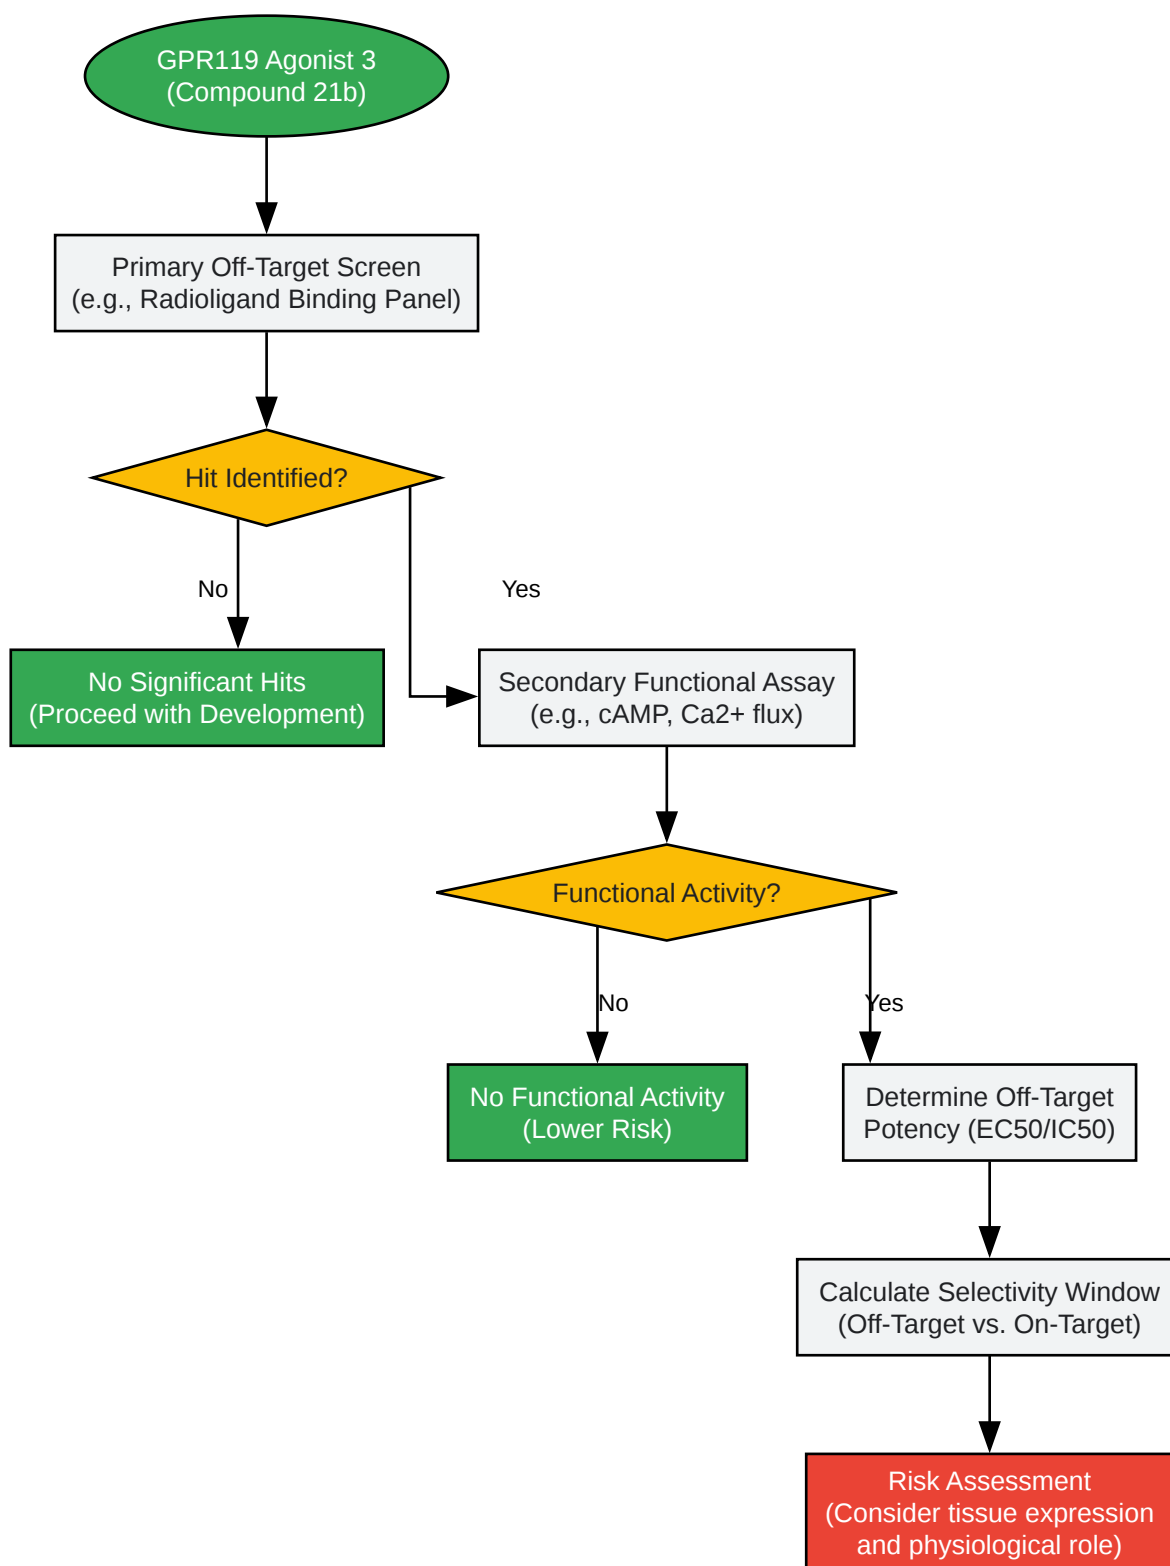 GPR119 Agonist 3
(Compound 21b)
Primary Off-Target Screen
(e.g., Radioligand Binding Panel)
Hit Identified?
No
Yes
No Significant Hits
(Proceed with Development)
Secondary Functional Assay
(e.g., cAMP, Ca2+ flux)
Functional Activity?
No
Yes
No Functional Activity
(Lower Risk)
Determine Off-Target
Potency (EC50/IC50)
Calculate Selectivity Window
(Off-Target vs. On-Target)
Risk Assessment
(Consider tissue expression
and physiological role)